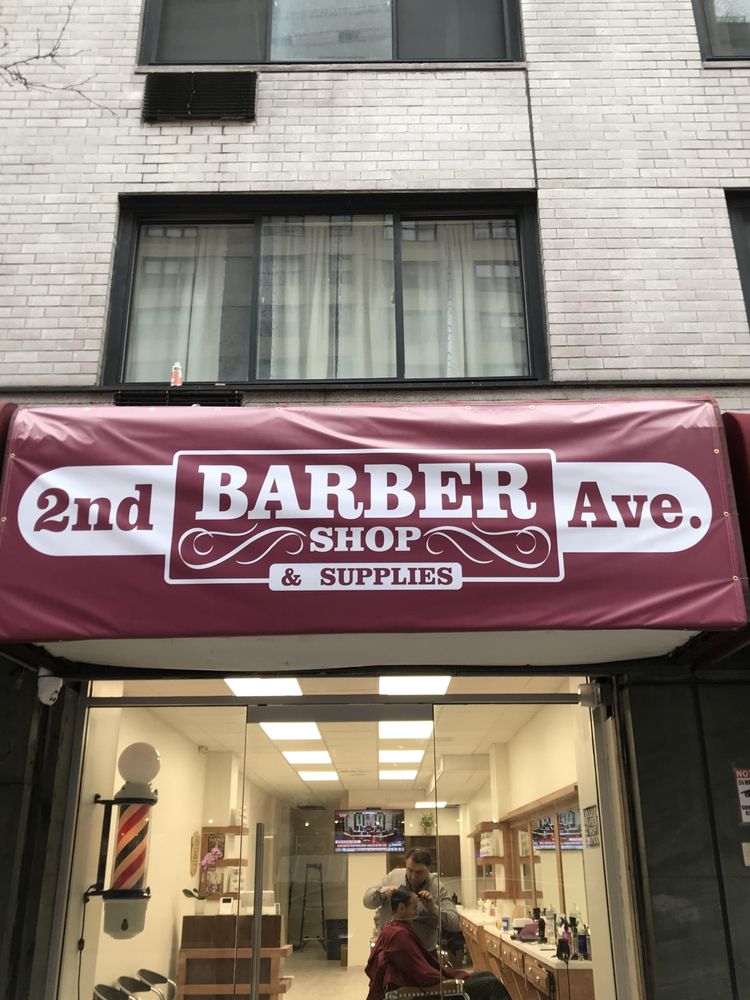 2nd BARBER Ave.
SHOP
& SUPPLIES